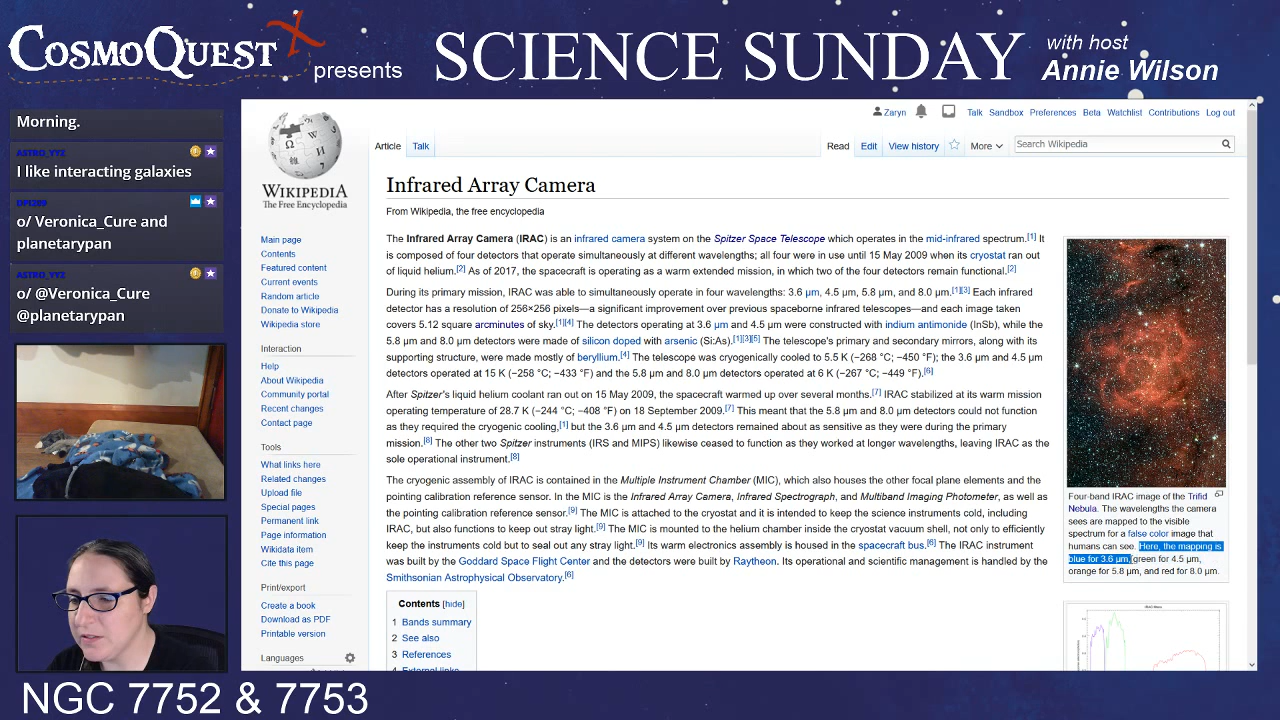 COSMOQUEST X
presents
SCIENCE SUNDAY
with host
Annie Wilson
Morning.
ASTRO_YYZ
I like interacting galaxies
o/ Veronica_Cure and
planetarypan
ASTRO_YYZ
o/ @Veronica_Cure
@planetarypan
NGC 7752 & 7753
WIKIPEDIA
The Free Encyclopedia
Main page
Contents
Featured content
Current events
Random article
Donate to Wikipedia
Wikipedia store
Interaction
Help
About Wikipedia
Community portal
Recent changes
Contact page
Tools
What links here
Related changes
Upload file
Special pages
Permanent link
Page information
Wikidata item
Cite this page
Print/export
Create a book
Download as PDF
Printable version
Languages
Zaryn Talk Sandbox Preferences Beta Watchlist Contributions Log out
Article Talk Read Edit View history More Search Wikipedia
Infrared Array Camera
From Wikipedia, the free encyclopedia
The Infrared Array Camera (IRAC) is an infrared camera system on the Spitzer Space Telescope which operates in the mid-infrared spectrum.[1] It
is composed of four detectors that operate simultaneously at different wavelengths; all four were in use until 15 May 2009 when its cryostat ran out
of liquid helium.[2] As of 2017, the spacecraft is operating as a warm extended mission, in which two of the four detectors remain functional.[2]
During its primary mission, IRAC was able to simultaneously operate in four wavelengths: 3.6 μm, 4.5 μm, 5.8 μm, and 8.0 μm.[1][3] Each infrared
detector has a resolution of 256×256 pixels—a significant improvement over previous spaceborne infrared telescopes—and each image taken
covers 5.12 square arcminutes of sky.[1][4] The detectors operating at 3.6 μm and 4.5 μm were constructed with indium antimonide (InSb), while the
5.8 μm and 8.0 μm detectors were made of silicon doped with arsenic (Si:As).[1][3][5] The telescope's primary and secondary mirrors, along with its
supporting structure, were made mostly of beryllium.[4] The telescope was cryogenically cooled to 5.5 K (−268 °C; −450 °F); the 3.6 μm and 4.5 μm
detectors operated at 15 K (−258 °C; −433 °F) and the 5.8 μm and 8.0 μm detectors operated at 6 K (−267 °C; −449 °F).[6]
After Spitzer's liquid helium coolant ran out on 15 May 2009, the spacecraft warmed up over several months.[7] IRAC stabilized at its warm mission
operating temperature of 28.7 K (−244 °C; −408 °F) on 18 September 2009.[7] This meant that the 5.8 μm and 8.0 μm detectors could not function
as they required the cryogenic cooling,[1] but the 3.6 μm and 4.5 μm detectors remained about as sensitive as they were during the primary
mission.[8] The other two Spitzer instruments (IRS and MIPS) likewise ceased to function as they worked at longer wavelengths, leaving IRAC as the
sole operational instrument.[8]
The cryogenic assembly of IRAC is contained in the Multiple Instrument Chamber (MIC), which also houses the other focal plane elements and the
pointing calibration reference sensor. In the MIC is the Infrared Array Camera, Infrared Spectrograph, and Multiband Imaging Photometer, as well as
the pointing calibration reference sensor.[9] The MIC is attached to the cryostat and it is intended to keep the science instruments cold, including
IRAC, but also functions to keep out stray light.[9] The MIC is mounted to the helium chamber inside the cryostat vacuum shell, not only to efficiently
keep the instruments cold but to seal out any stray light.[9] Its warm electronics assembly is housed in the spacecraft bus.[6] The IRAC instrument
was built by the Goddard Space Flight Center and the detectors were built by Raytheon. Its operational and scientific management is handled by the
Smithsonian Astrophysical Observatory.[6]
Contents [hide]
1 Bands summary
2 See also
3 References
4 External links
Four-band IRAC image of the Trifid
Nebula. The wavelengths the camera
sees are mapped to the visible
spectrum for a false color image that
humans can see. Here, the mapping is
blue for 3.6 μm, green for 4.5 μm,
orange for 5.8 μm, and red for 8.0 μm.